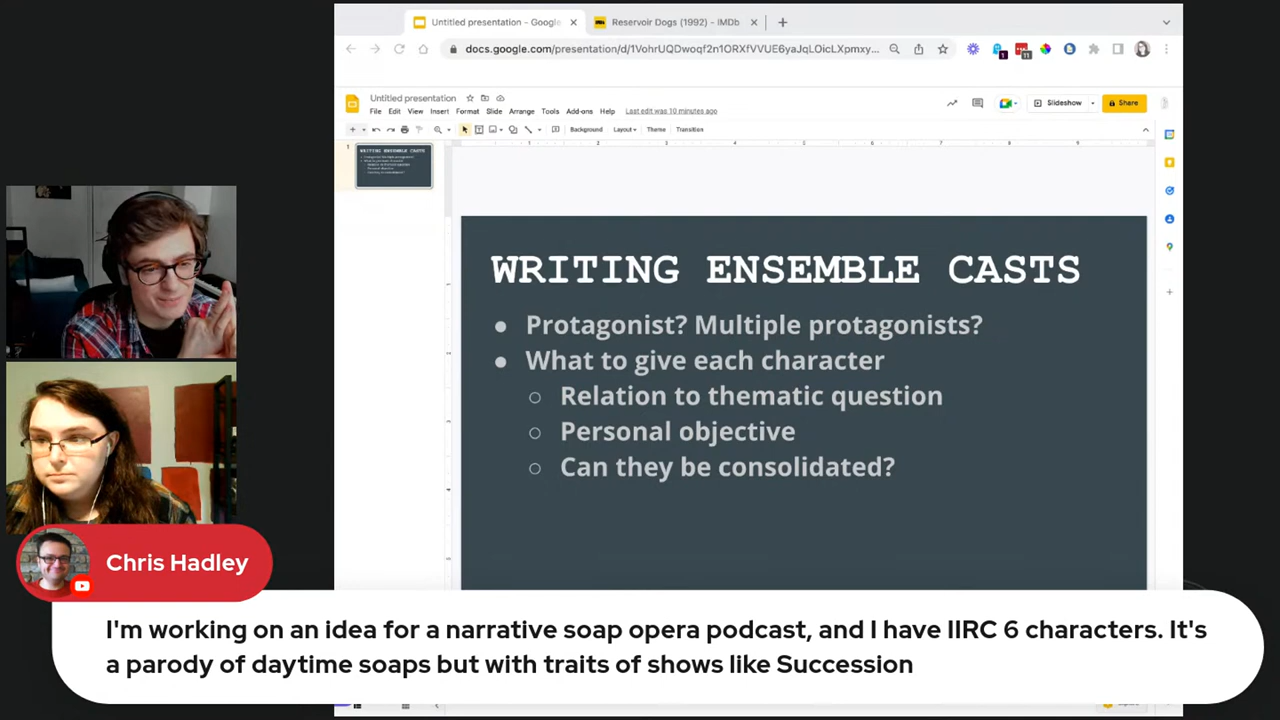 Untitled presentation - Google
Reservoir Dogs (1992) - IMDb
docs.google.com/presentation/d/1VohrUQDwoqf2n1ORXfVVUE6yaJqLOicLXpmxy...
Untitled presentation
File Edit View Insert Format Slide Arrange Tools Add-ons Help Last edit was 10 minutes ago
Slideshow
Share
Background Layout Theme Transition
WRITING ENSEMBLE CASTS
● Protagonist? Multiple protagonists?
● What to give each character
○ Relation to thematic question
○ Personal objective
○ Can they be consolidated?
Chris Hadley
I'm working on an idea for a narrative soap opera podcast, and I have IIRC 6 characters. It's
a parody of daytime soaps but with traits of shows like Succession